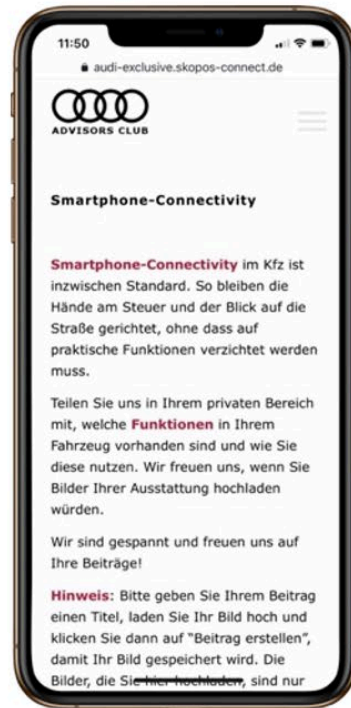 11:50
audi-exclusive.skopos-connect.de
ADVISORS CLUB
Smartphone-Connectivity
Smartphone-Connectivity im Kfz ist
inzwischen Standard. So bleiben die
Hände am Steuer und der Blick auf die
Straße gerichtet, ohne dass auf
praktische Funktionen verzichtet werden
muss.
Teilen Sie uns in Ihrem privaten Bereich
mit, welche Funktionen in Ihrem
Fahrzeug vorhanden sind und wie Sie
diese nutzen. Wir freuen uns, wenn Sie
Bilder Ihrer Ausstattung hochladen
würden.
Wir sind gespannt und freuen uns auf
Ihre Beiträge!
Hinweis: Bitte geben Sie Ihrem Beitrag
einen Titel, laden Sie Ihr Bild hoch und
klicken Sie dann auf "Beitrag erstellen",
damit Ihr Bild gespeichert wird. Die
Bilder, die Sie hier hochladen, sind nur